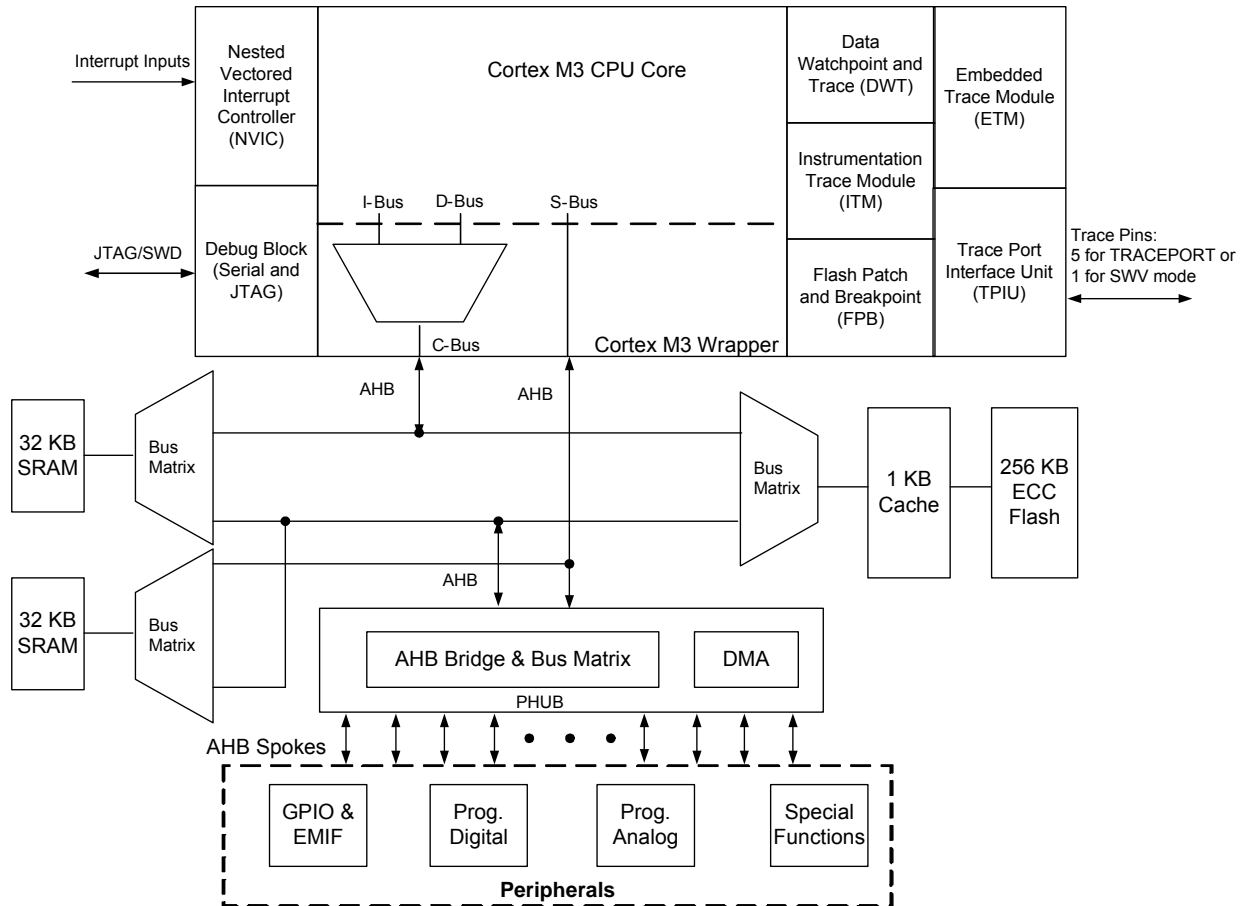 Interrupt Inputs
Nested
Vectored
Interrupt
Controller
(NVIC)
Cortex M3 CPU Core
Data
Watchpoint and
Trace (DWT)
Embedded
Trace Module
(ETM)
Instrumentation
Trace Module
(ITM)
I-Bus
D-Bus
S-Bus
JTAG/SWD
Debug Block
(Serial and
JTAG)
Flash Patch
and Breakpoint
(FPB)
Trace Port
Interface Unit
(TPIU)
Trace Pins:
5 for TRACEPORT or
1 for SWV mode
C-Bus
Cortex M3 Wrapper
AHB
AHB
32 KB
SRAM
Bus
Matrix
Bus
Matrix
1 KB
Cache
256 KB
ECC
Flash
AHB
32 KB
SRAM
Bus
Matrix
AHB Bridge & Bus Matrix
DMA
PHUB
AHB Spokes
GPIO &
EMIF
Prog.
Digital
Prog.
Analog
Special
Functions
Peripherals